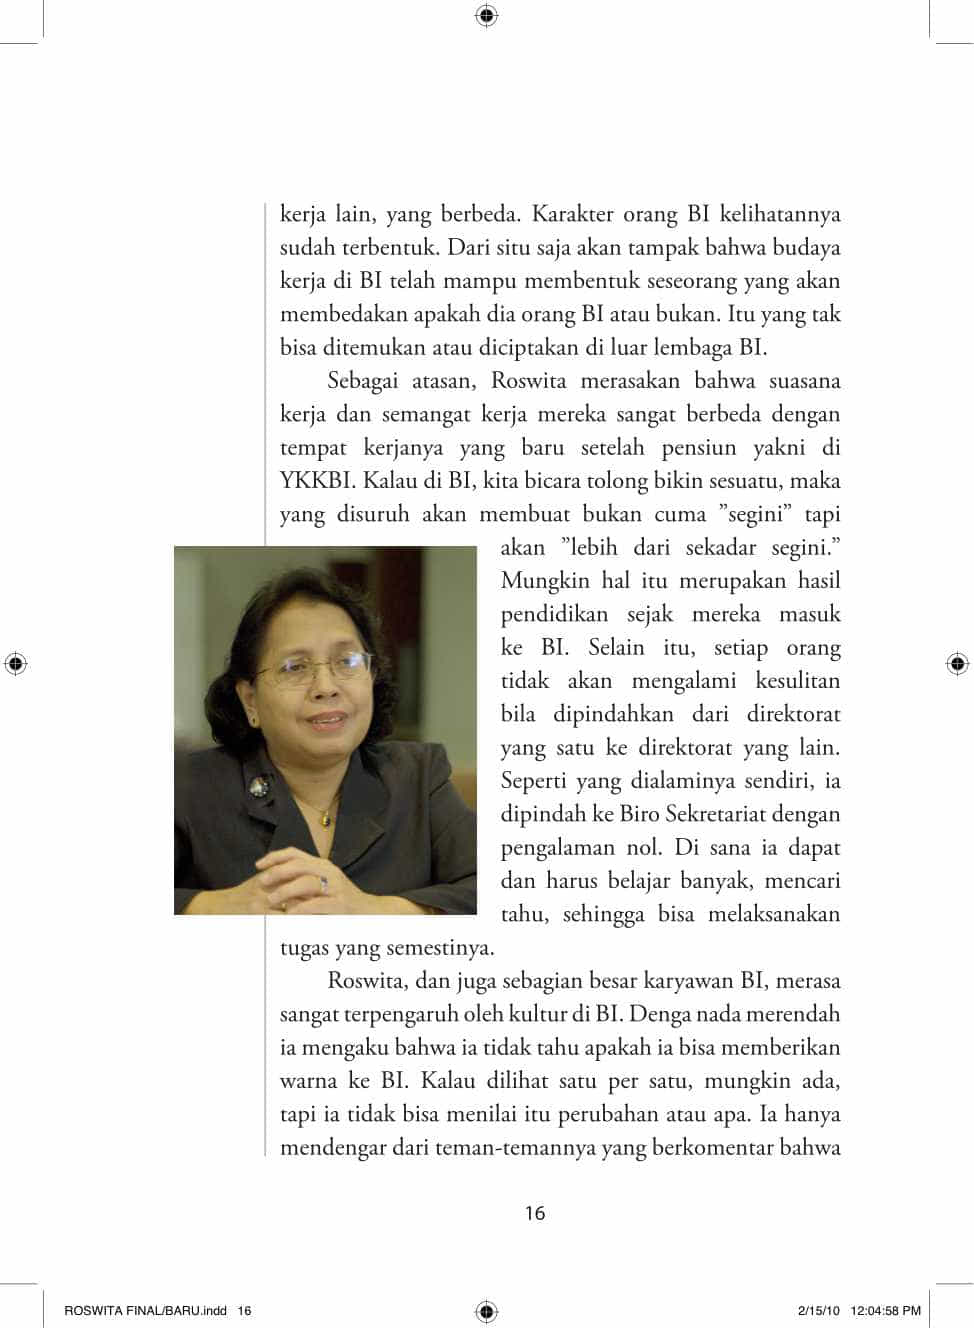 kerja lain, yang berbeda. Karakter orang BI kelihatannya
sudah terbentuk. Dari situ saja akan tampak bahwa budaya
kerja di BI telah mampu membentuk seseorang yang akan
membedakan apakah dia orang BI atau bukan. Itu yang tak
bisa ditemukan atau diciptakan di luar lembaga BI.
Sebagai atasan, Roswita merasakan bahwa suasana
kerja dan semangat kerja mereka sangat berbeda dengan
tempat kerjanya yang baru setelah pensiun yakni di
YKKBI. Kalau di BI, kita bicara tolong bikin sesuatu, maka
yang disuruh akan membuat bukan cuma ”segini” tapi
akan ”lebih dari sekadar segini.”
Mungkin hal itu merupakan hasil
pendidikan sejak mereka masuk
ke BI. Selain itu, setiap orang
tidak akan mengalami kesulitan
bila dipindahkan dari direktorat
yang satu ke direktorat yang lain.
Seperti yang dialaminya sendiri, ia
dipindah ke Biro Sekretariat dengan
pengalaman nol. Di sana ia dapat
dan harus belajar banyak, mencari
tahu, sehingga bisa melaksanakan
tugas yang semestinya.
Roswita, dan juga sebagian besar karyawan BI, merasa
sangat terpengaruh oleh kultur di BI. Denga nada merendah
ia mengaku bahwa ia tidak tahu apakah ia bisa memberikan
warna ke BI. Kalau dilihat satu per satu, mungkin ada,
tapi ia tidak bisa menilai itu perubahan atau apa. Ia hanya
mendengar dari teman-temannya yang berkomentar bahwa
16
ROSWITA FINAL/BARU.indd 16
2/15/10 12:04:58 PM